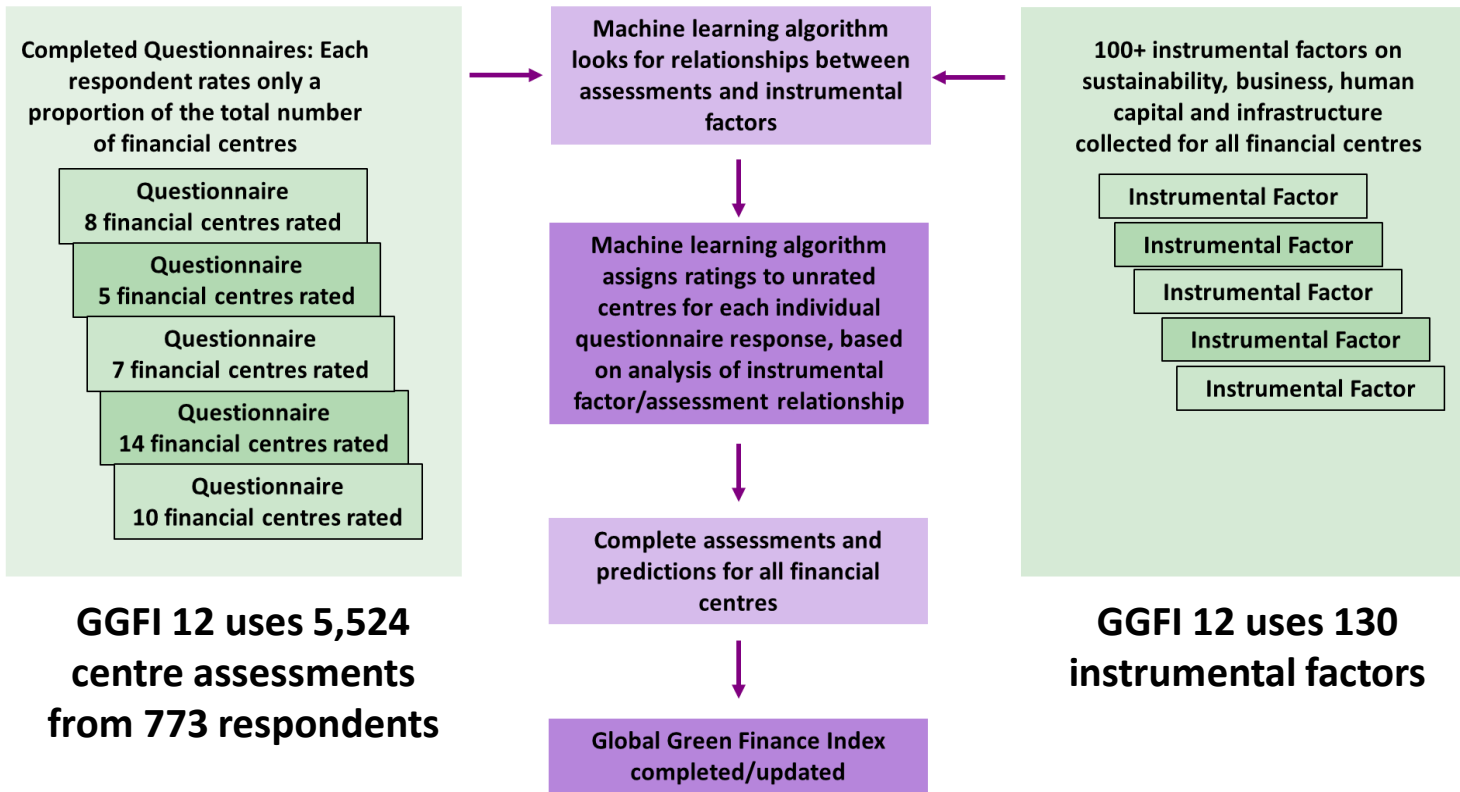 Completed Questionnaires: Each
respondent rates only a
proportion of the total number
of financial centres
Questionnaire
8 financial centres rated
Questionnaire
5 financial centres rated
Questionnaire
7 financial centres rated
Questionnaire
14 financial centres rated
Questionnaire
10 financial centres rated
GGFI 12 uses 5,524
centre assessments
from 773 respondents
Machine learning algorithm
looks for relationships between
assessments and instrumental
factors
Machine learning algorithm
assigns ratings to unrated
centres for each individual
questionnaire response, based
on analysis of instrumental
factor/assessment relationship
Complete assessments and
predictions for all financial
centres
Global Green Finance Index
completed/updated
100+ instrumental factors on
sustainability, business, human
capital and infrastructure
collected for all financial centres
Instrumental Factor
Instrumental Factor
Instrumental Factor
Instrumental Factor
Instrumental Factor
GGFI 12 uses 130
instrumental factors